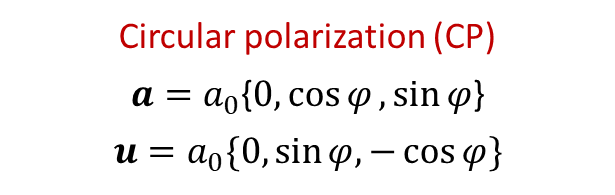 Circular polarization (CP)
𝒂 = 𝑎₀{0, cos 𝜑 , sin 𝜑}
𝒖 = 𝑎₀{0, sin 𝜑, − cos 𝜑}